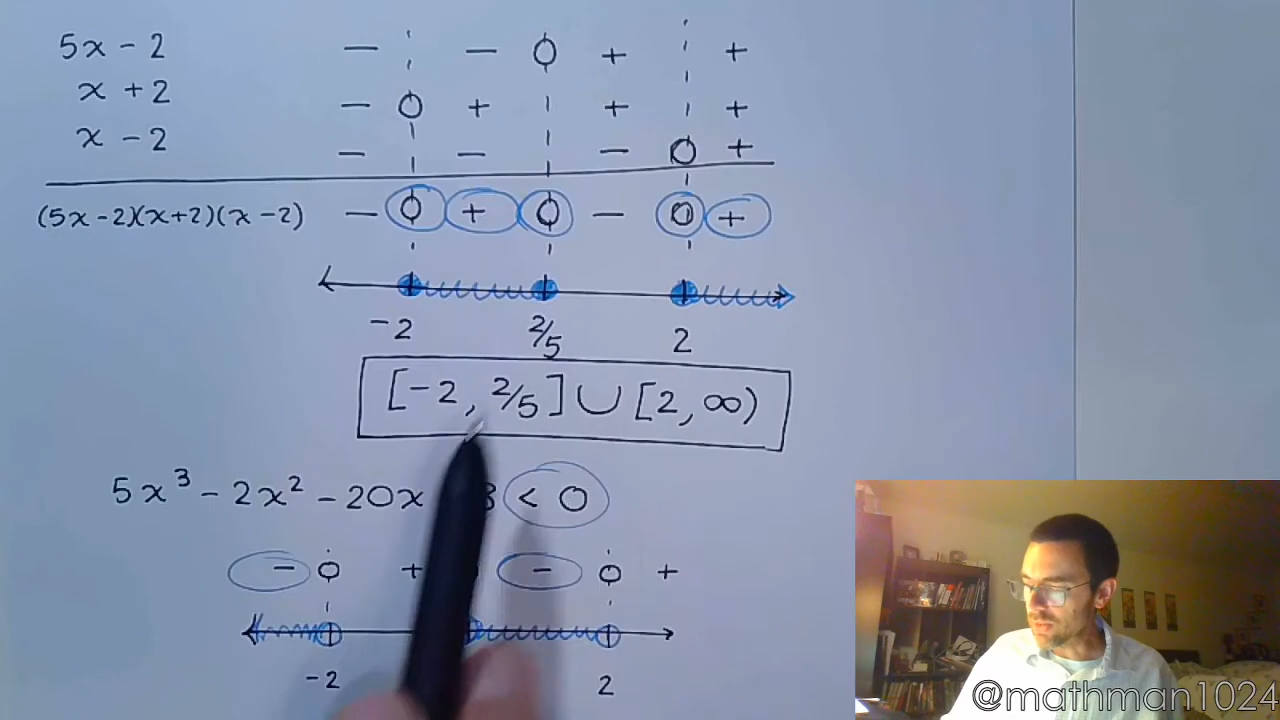 5x - 2 - - 0 + +
x + 2 - 0 + + +
x - 2 - - - 0 +
(5x - 2)(x + 2)(x - 2) - 0 + 0 - 0 +
-2 2/5 2
[-2, 2/5] ∪ [2, ∞)
5x³ - 2x² - 20x 8 < 0
- 0 + - 0 +
-2 2
@mathman1024